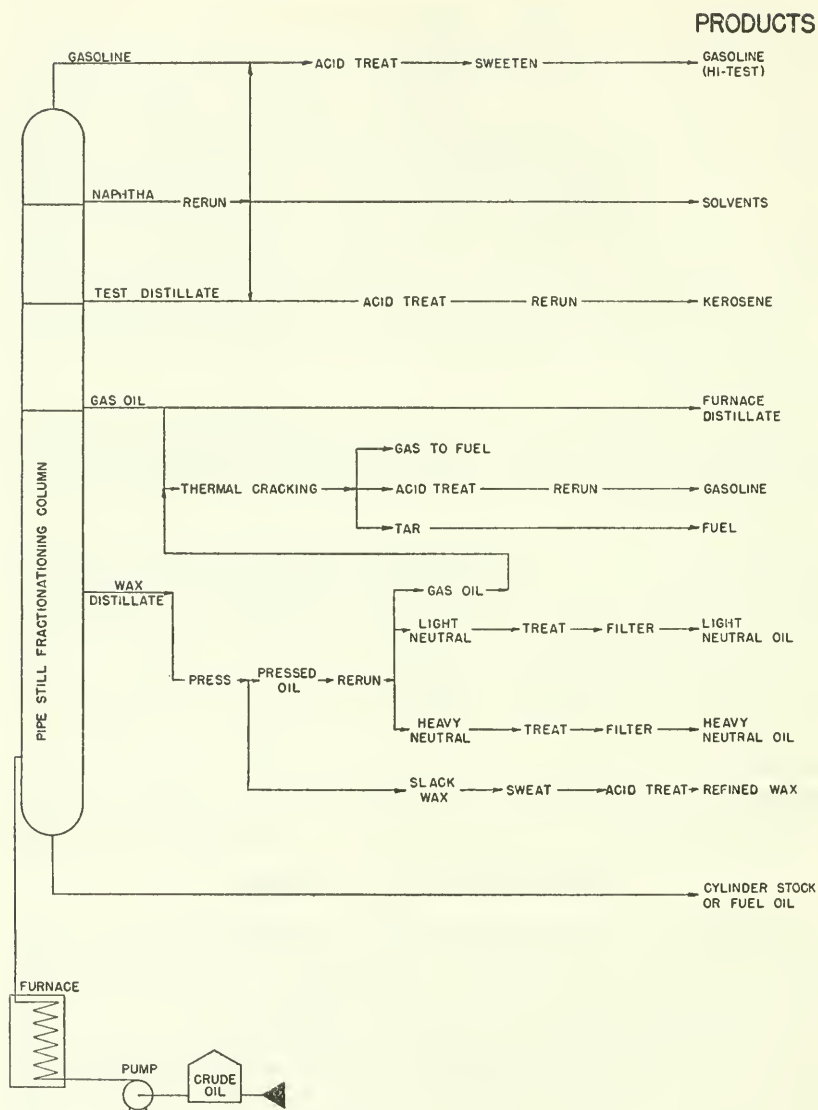 PRODUCTS
GASOLINE
ACID TREAT
SWEETEN
GASOLINE
(HI-TEST)
NAPHTHA
RERUN
SOLVENTS
TEST DISTILLATE
ACID TREAT
RERUN
KEROSENE
GAS OIL
FURNACE
DISTILLATE
GAS TO FUEL
THERMAL CRACKING
ACID TREAT
RERUN
GASOLINE
TAR
FUEL
PIPE STILL FRACTIONATIONING COLUMN
WAX
DISTILLATE
GAS OIL
LIGHT
NEUTRAL
TREAT
FILTER
LIGHT
NEUTRAL OIL
PRESS
PRESSED
OIL
RERUN
HEAVY
NEUTRAL
TREAT
FILTER
HEAVY
NEUTRAL OIL
SLACK
WAX
SWEAT
ACID TREAT
REFINED WAX
CYLINDER STOCK
OR FUEL OIL
FURNACE
PUMP
CRUDE
OIL